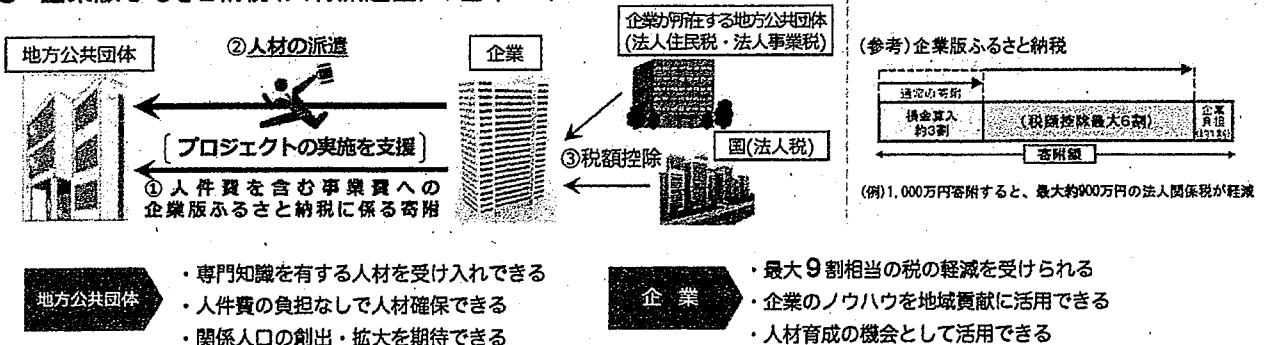 地方公共団体
②人材の派遣
企業
プロジェクトの実施を支援
①人件費を含む事業費への
企業版ふるさと納税に係る寄附
企業が所在する地方公共団体
(法人住民税・法人事業税)
③税額控除
国(法人税)
(参考)企業版ふるさと納税
通常の寄附
損金算入
約3割
(税額控除最大6割)
企業
負担
寄附額
(例)1,000万円寄附すると、最大約900万円の法人関係税が軽減
地方公共団体
・専門知識を有する人材を受け入れできる
・人件費の負担なしで人材確保できる
・関係人口の創出・拡大を期待できる
企業
・最大9割相当の税の軽減を受けられる
・企業のノウハウを地域貢献に活用できる
・人材育成の機会として活用できる